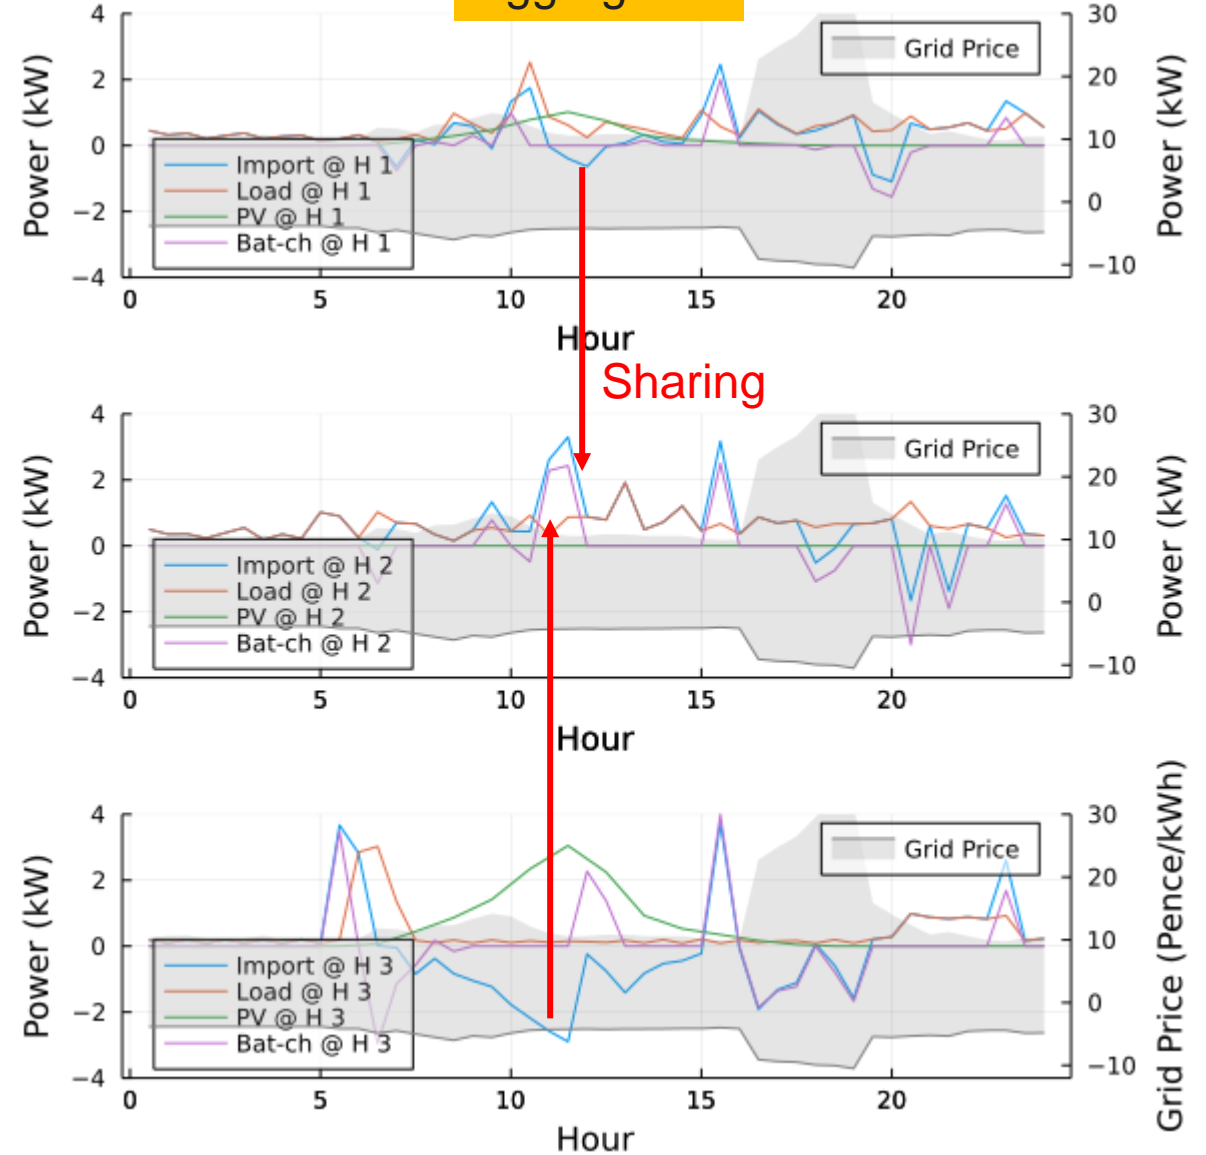 4
2
0
−2
−4
Power (kW)
30
20
10
0
−10
Power (kW)
Grid Price
Import @ H 1
Load @ H 1
PV @ H 1
Bat-ch @ H 1
0 5 10 15 20
Hour
Sharing
4
2
0
−2
−4
Power (kW)
30
20
10
0
−10
Power (kW)
Grid Price
Import @ H 2
Load @ H 2
PV @ H 2
Bat-ch @ H 2
0 5 10 15 20
Hour
4
2
0
−2
−4
Power (kW)
30
20
10
0
−10
Grid Price (Pence/kWh)
Grid Price
Import @ H 3
Load @ H 3
PV @ H 3
Bat-ch @ H 3
0 5 10 15 20
Hour